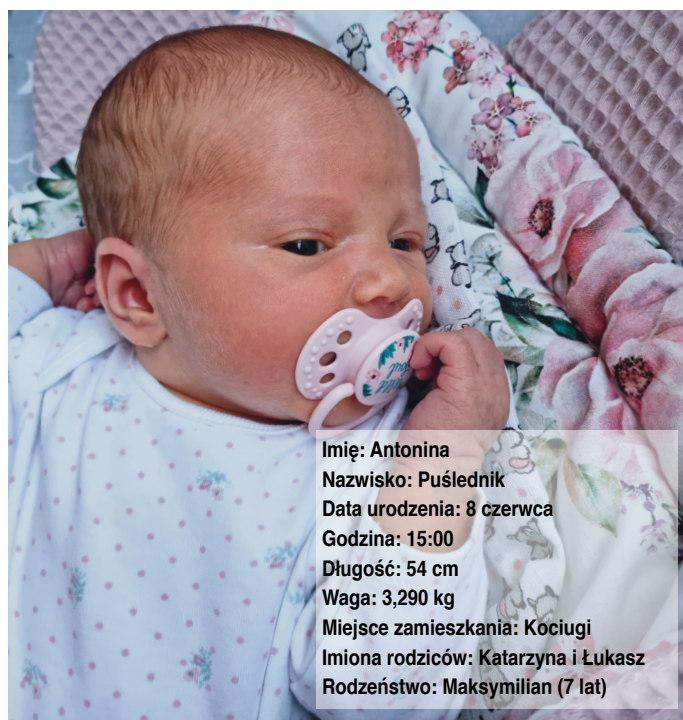 Imię: Antonina
Nazwisko: Puślednik
Data urodzenia: 8 czerwca
Godzina: 15:00
Długość: 54 cm
Waga: 3,290 kg
Miejsce zamieszkania: Kociugi
Imiona rodziców: Katarzyna i Łukasz
Rodzeństwo: Maksymilian (7 lat)